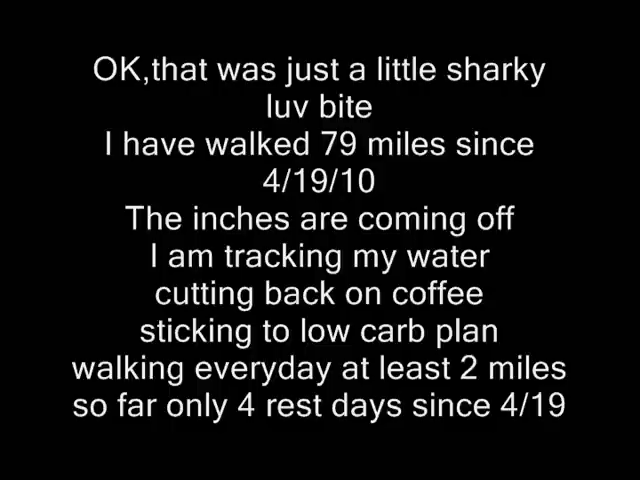 OK,that was just a little sharky
luv bite
I have walked 79 miles since
4/19/10
The inches are coming off
I am tracking my water
cutting back on coffee
sticking to low carb plan
walking everyday at least 2 miles
so far only 4 rest days since 4/19